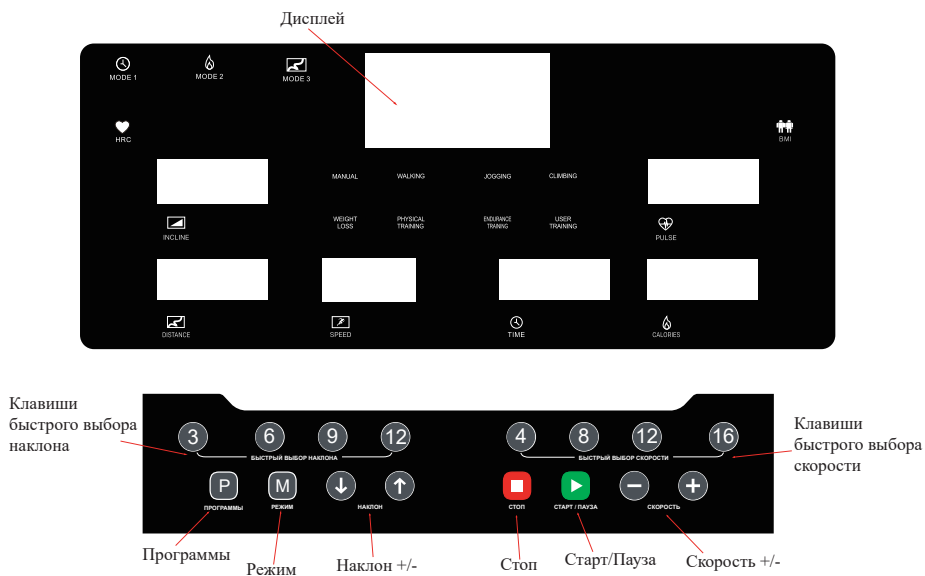 Дисплей
MODE 1
MODE 2
MODE 3
HRC
BMI
MANUAL WALKING JOGGING CLIMBING
WEIGHT LOSS
PHYSICAL TRAINING
ENDURANCE TRAINING
USER TRAINING
INCLINE
PULSE
DISTANCE
SPEED
TIME
CALORIES
Клавиши
быстрого выбора
наклона
3 6 9 12
БЫСТРЫЙ ВЫБОР НАКЛОНА
4 8 12 16
БЫСТРЫЙ ВЫБОР СКОРОСТИ
Клавиши
быстрого выбора
скорости
P
ПРОГРАММЫ
M
РЕЖИМ
НАКЛОН
СТОП
СТАРТ / ПАУЗА
СКОРОСТЬ
Программы
Режим
Наклон +/-
Стоп
Старт/Пауза
Скорость +/-